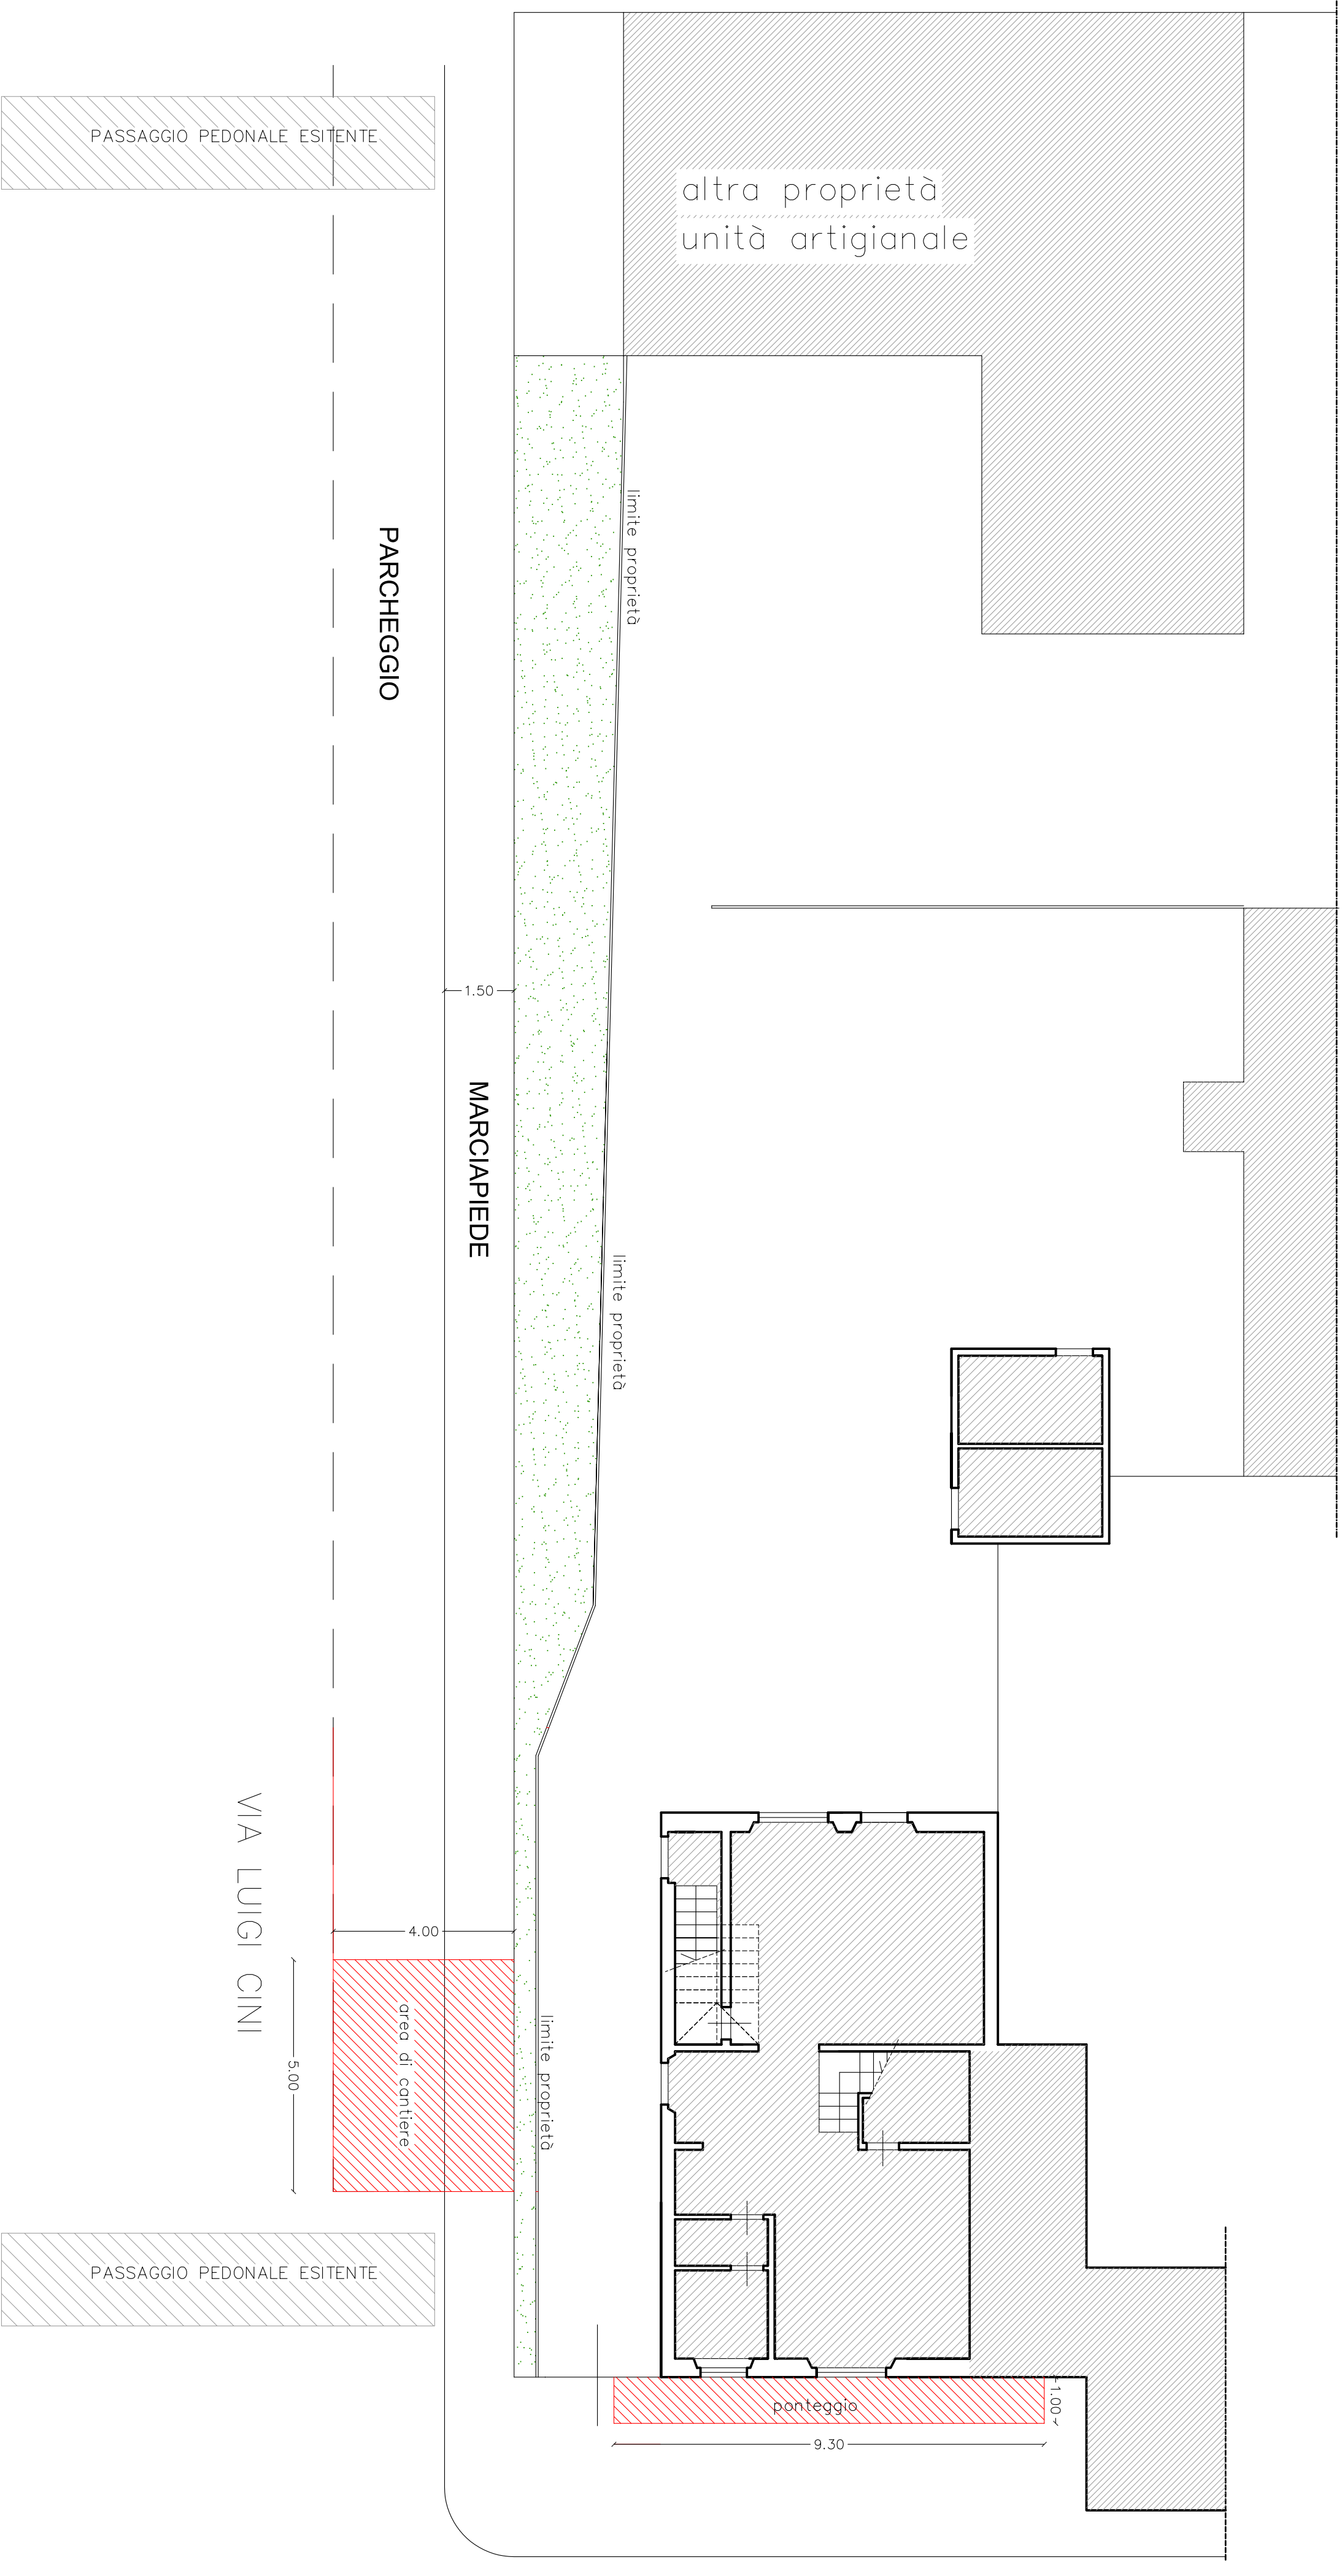 PASSAGGIO PEDONALE ESITENTE
altra proprietà
unità artigianale
limite proprietà
PARCHEGGIO
1.50
MARCIAPIEDE
limite proprietà
VIA LUIGI CINI
4.00
area di cantiere
5.00
limite proprietà
PASSAGGIO PEDONALE ESITENTE
ponteggio
1.00
9.30